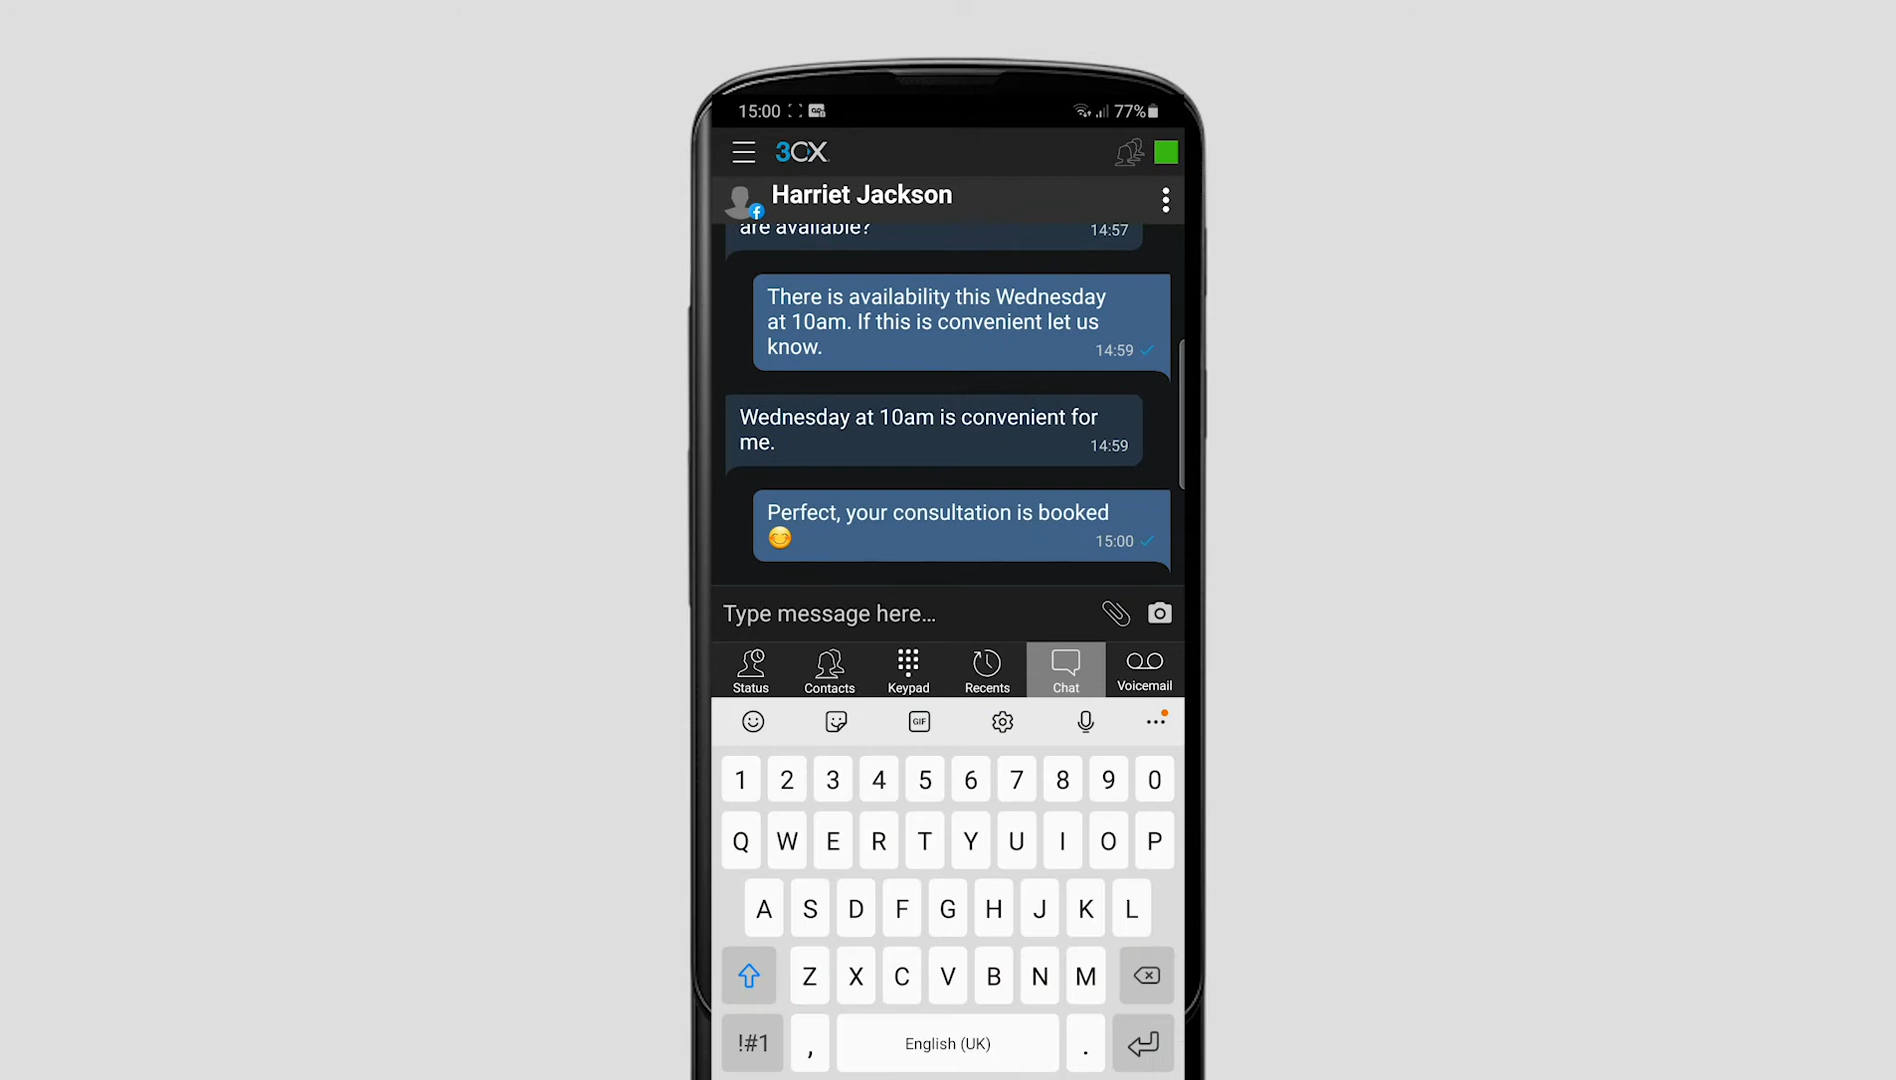 15:00
77%
3CX
Harriet Jackson
are available?
14:57
There is availability this Wednesday
at 10am. If this is convenient let us
know.
14:59
Wednesday at 10am is convenient for
me.
14:59
Perfect, your consultation is booked
😊
15:00
Type message here...
Status Contacts Keypad Recents Chat Voicemail
GIF
1 2 3 4 5 6 7 8 9 0
Q W E R T Y U I O P
A S D F G H J K L
Z X C V B N M
!#1 , English (UK) .